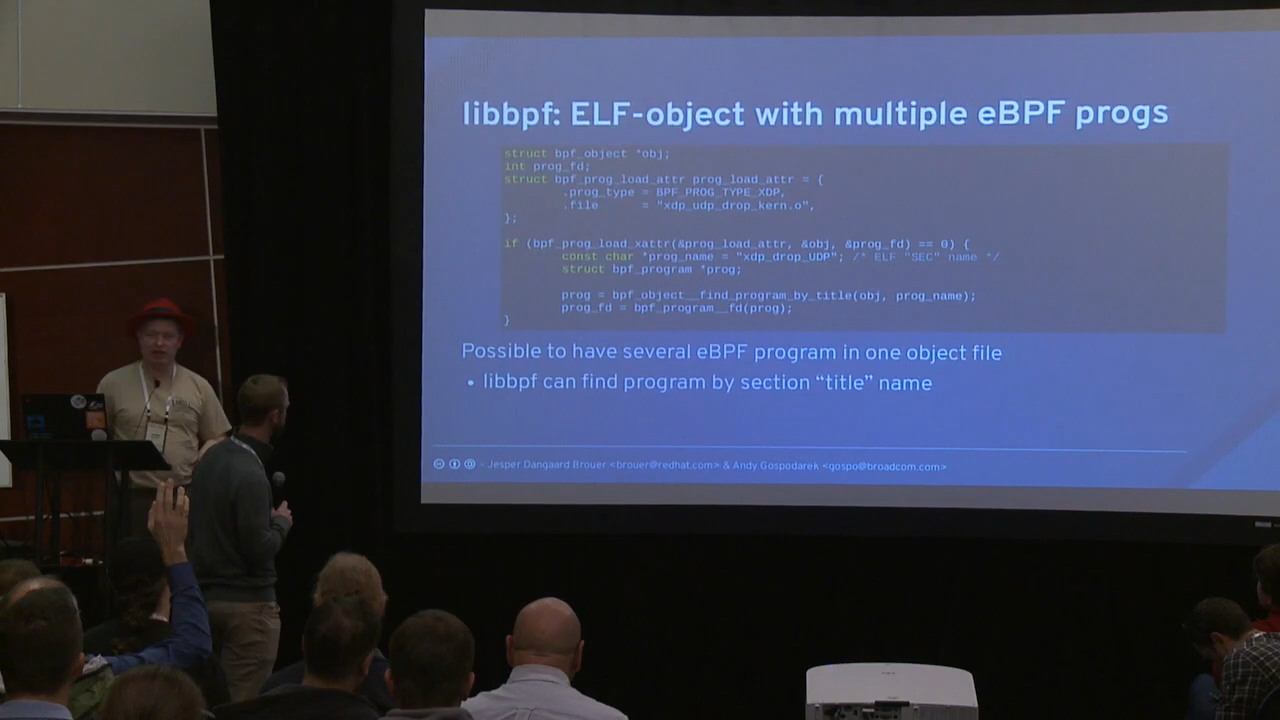 libbpf: ELF-object with multiple eBPF progs
struct bpf_object *obj;
int prog_fd;
struct bpf_prog_load_attr prog_load_attr = {
.prog_type = BPF_PROG_TYPE_XDP,
.file = "xdp_udp_drop_kern.o",
};
if (bpf_prog_load_xattr(&prog_load_attr, &obj, &prog_fd) == 0) {
const char *prog_name = "xdp_drop_UDP"; /* ELF "SEC" name */
struct bpf_program *prog;
prog = bpf_object__find_program_by_title(obj, prog_name);
prog_fd = bpf_program__fd(prog);
}
Possible to have several eBPF program in one object file
• libbpf can find program by section “title” name
- Jesper Dangaard Brouer <brouer@redhat.com> & Andy Gospodarek <gospo@broadcom.com>